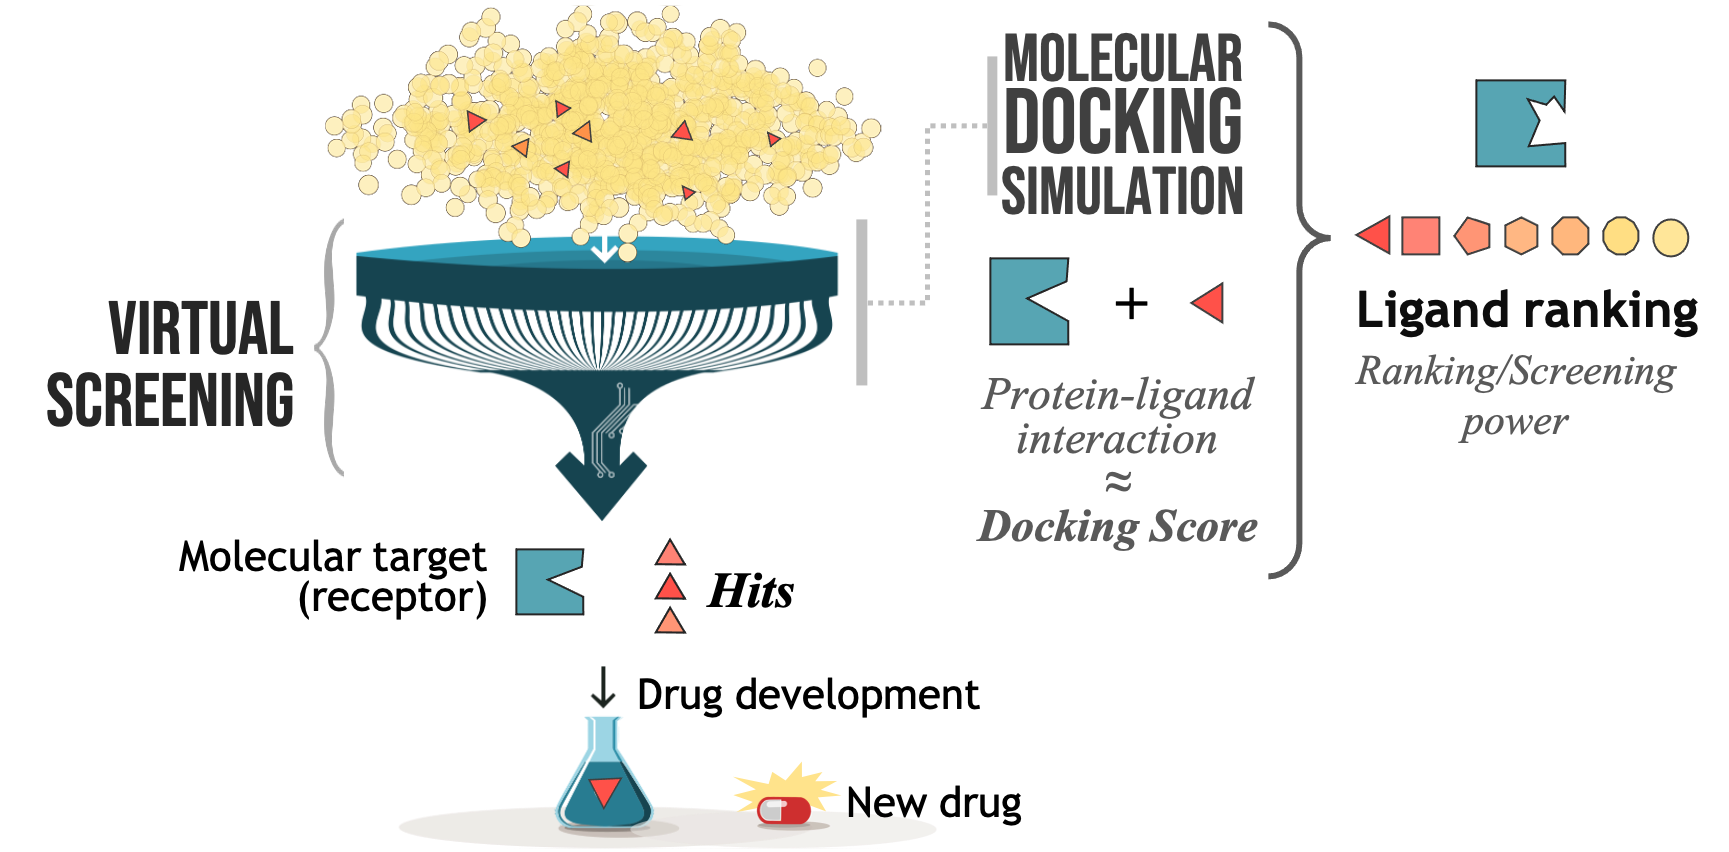 VIRTUAL
SCREENING
Molecular target
(receptor)
Hits
Drug development
New drug
MOLECULAR
DOCKING
SIMULATION
+
Protein-ligand
interaction
≈
Docking Score
Ligand ranking
Ranking/Screening
power